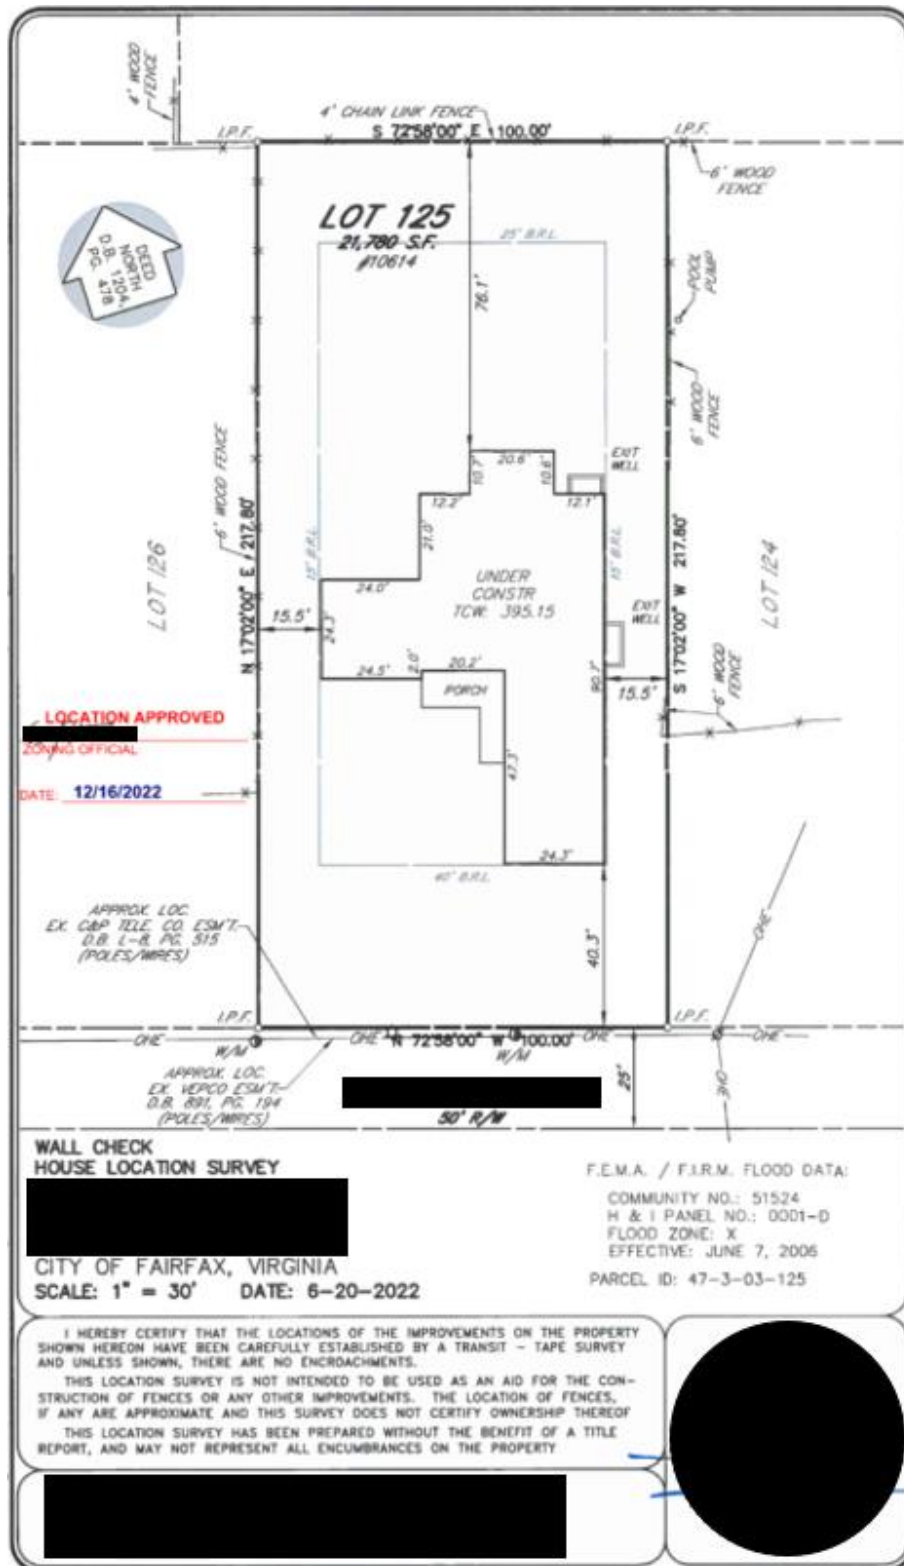 4' WOOD
FENCE
4' CHAIN LINK FENCE
S 72°58'00" E 100.00'
I.P.F.
I.P.F.
6' WOOD
FENCE
DEED
NORTH
D.B. 1204,
PG. 478
LOT 125
21,780 S.F.
#10614
25' B.R.L.
76.1'
POOL
PUMP
6' WOOD
FENCE
6' WOOD FENCE
N 17°02'00" E 217.80'
LOT 126
15' B.R.L.
20.6'
10.7'
10.6'
12.2'
12.1'
EXIT
WELL
21.0'
24.0'
UNDER
CONSTR
TCW: 395.15
15' B.R.L.
S 17°02'00" W 217.80'
LOT 124
EXIT
WELL
15.5'
24.3'
24.5'
2.0'
20.2'
PORCH
90.7'
15.5'
6' WOOD
FENCE
47.3'
24.3'
40' B.R.L.
40.3'
LOCATION APPROVED
ZONING OFFICIAL
DATE: 12/16/2022
APPROX. LOC.
EX. C&P TELE. CO. ESM'T.
D.B. L-8, PG. 515
(POLES/WIRES)
OHE
I.P.F.
I.P.F.
OHE
W/M
OHE
N 72°58'00" W 100.00'
W/M
OHE
OHE
OHE
APPROX. LOC.
EX. VEPCO ESM'T
D.B. 891, PG. 194
(POLES/WIRES)
25'
50' R/W
WALL CHECK
HOUSE LOCATION SURVEY
CITY OF FAIRFAX, VIRGINIA
SCALE: 1" = 30' DATE: 6-20-2022
F.E.M.A. / F.I.R.M. FLOOD DATA:
COMMUNITY NO.: 51524
H & I PANEL NO.: 0001-D
FLOOD ZONE: X
EFFECTIVE: JUNE 7, 2006
PARCEL ID: 47-3-03-125
I HEREBY CERTIFY THAT THE LOCATIONS OF THE IMPROVEMENTS ON THE PROPERTY
SHOWN HEREON HAVE BEEN CAREFULLY ESTABLISHED BY A TRANSIT - TAPE SURVEY
AND UNLESS SHOWN, THERE ARE NO ENCROACHMENTS.
THIS LOCATION SURVEY IS NOT INTENDED TO BE USED AS AN AID FOR THE CON-
STRUCTION OF FENCES OR ANY OTHER IMPROVEMENTS. THE LOCATION OF FENCES,
IF ANY ARE APPROXIMATE AND THIS SURVEY DOES NOT CERTIFY OWNERSHIP THEREOF
THIS LOCATION SURVEY HAS BEEN PREPARED WITHOUT THE BENEFIT OF A TITLE
REPORT, AND MAY NOT REPRESENT ALL ENCUMBRANCES ON THE PROPERTY